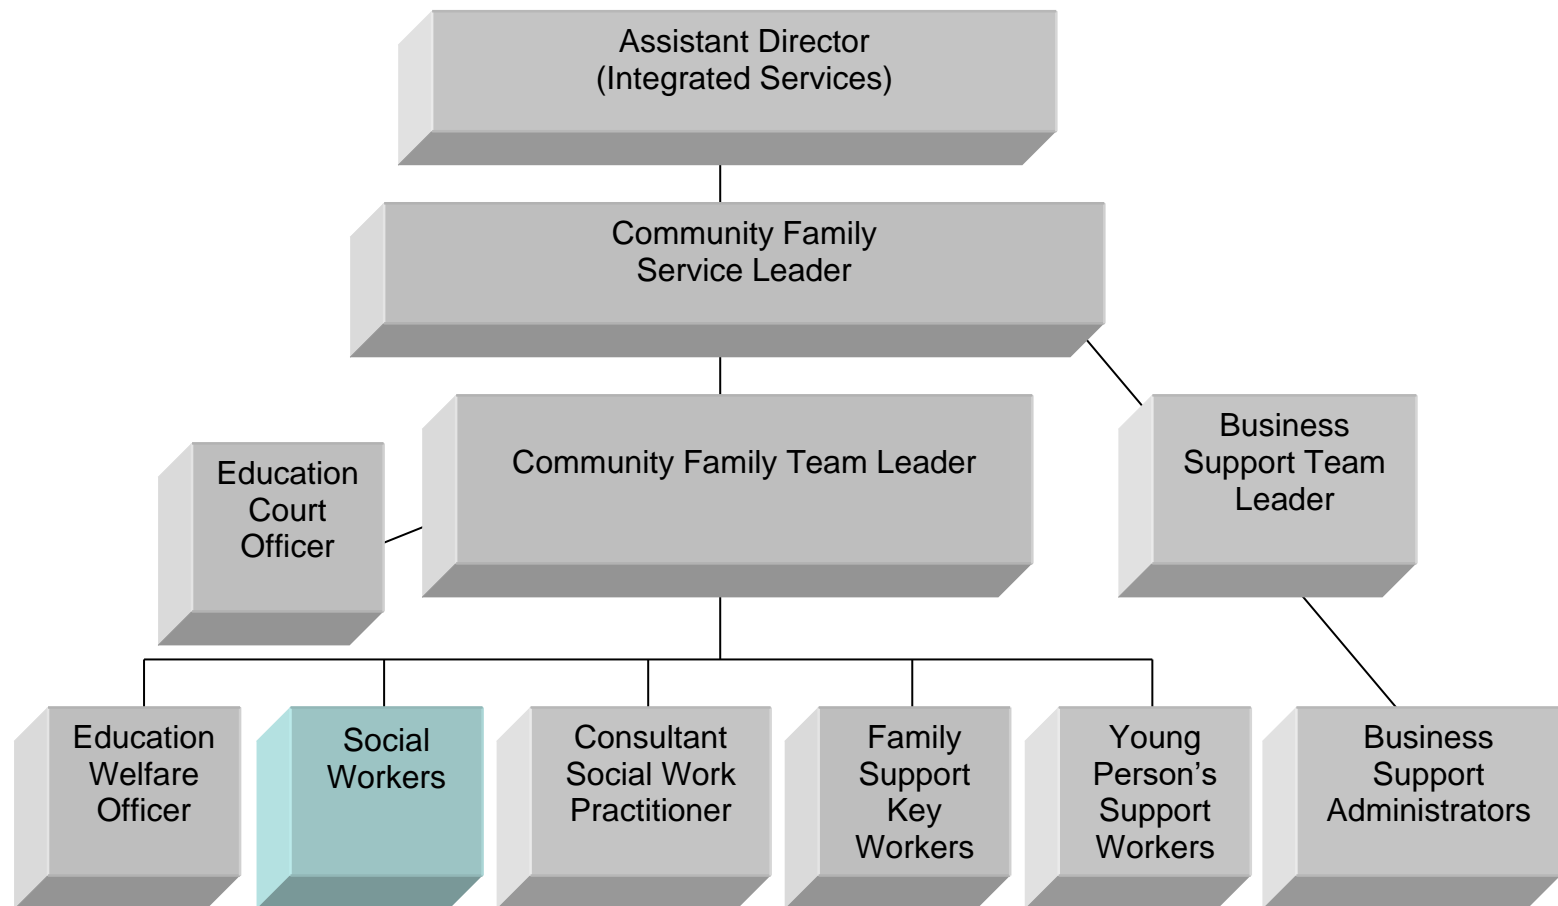 Assistant Director
(Integrated Services)
Community Family
Service Leader
Education
Court
Officer
Community Family Team Leader
Business
Support Team
Leader
Education
Welfare
Officer
Social
Workers
Consultant
Social Work
Practitioner
Family
Support
Key
Workers
Young
Person’s
Support
Workers
Business
Support
Administrators